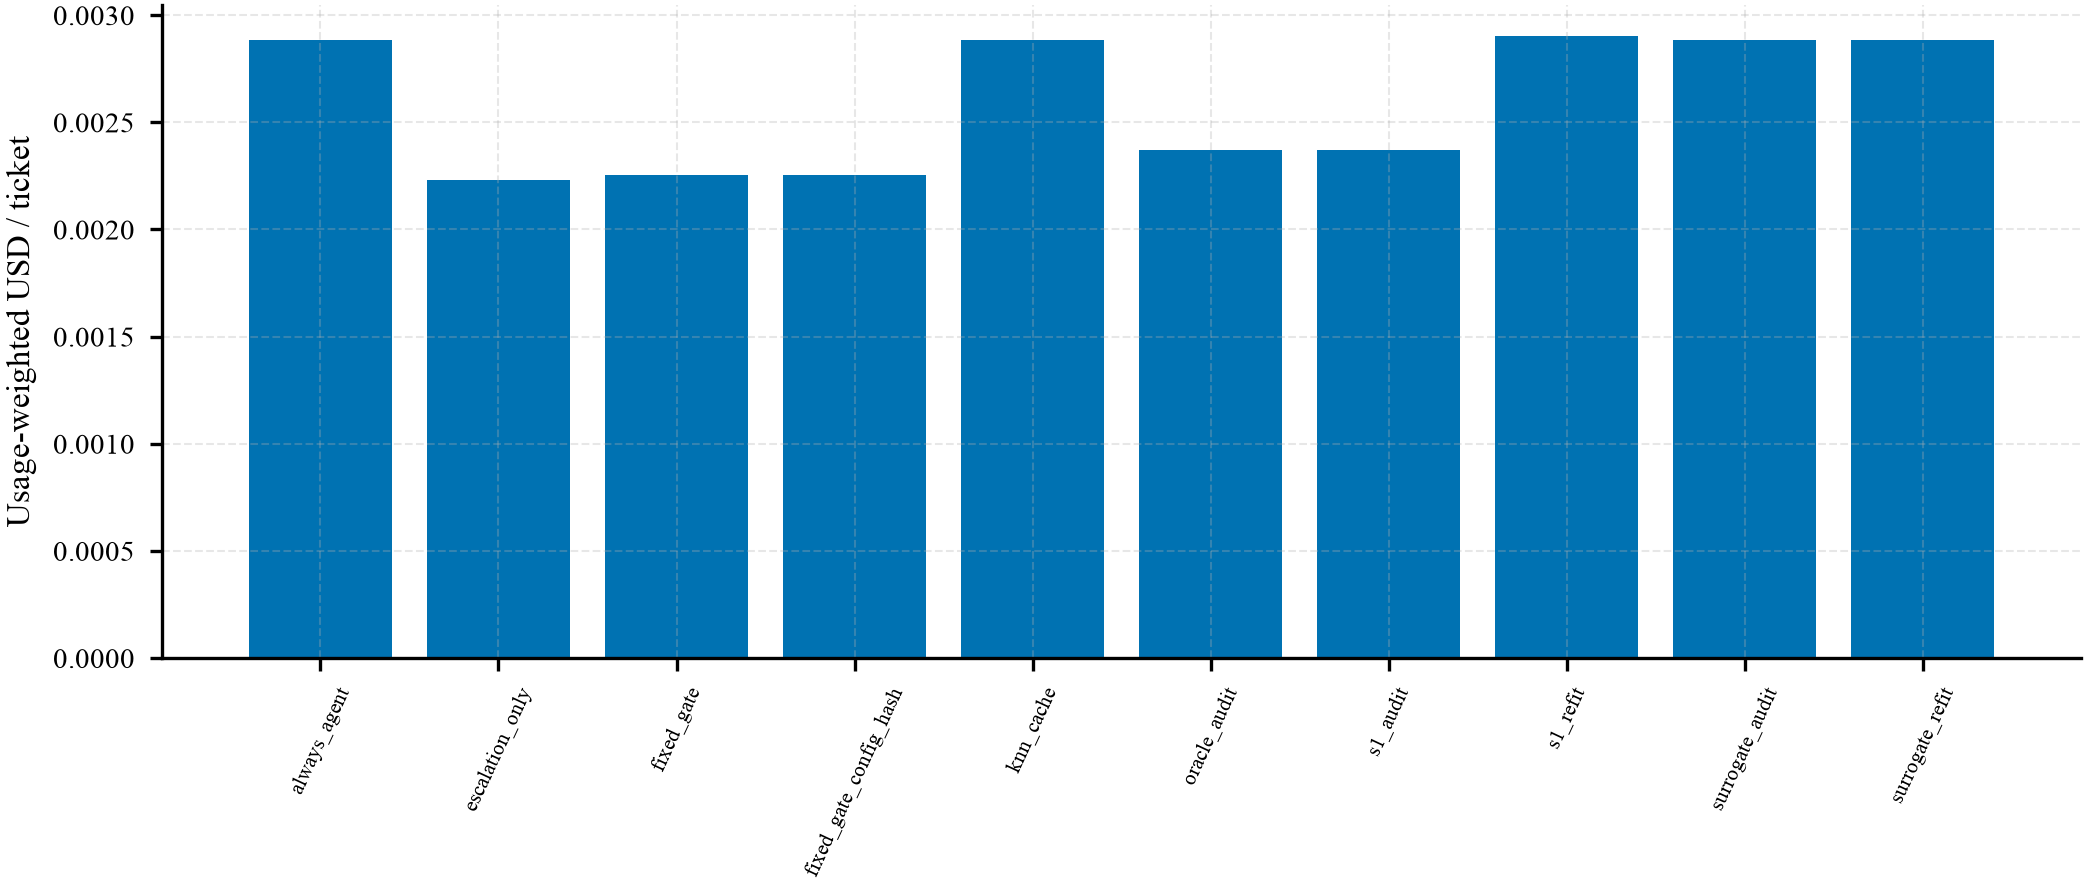 Usage-weighted USD / ticket
0.0030
0.0025
0.0020
0.0015
0.0010
0.0005
0.0000
always_agent
escalation_only
fixed_gate
fixed_gate_config_hash
knn_cache
oracle_audit
s1_audit
s1_refit
surrogate_audit
surrogate_refit